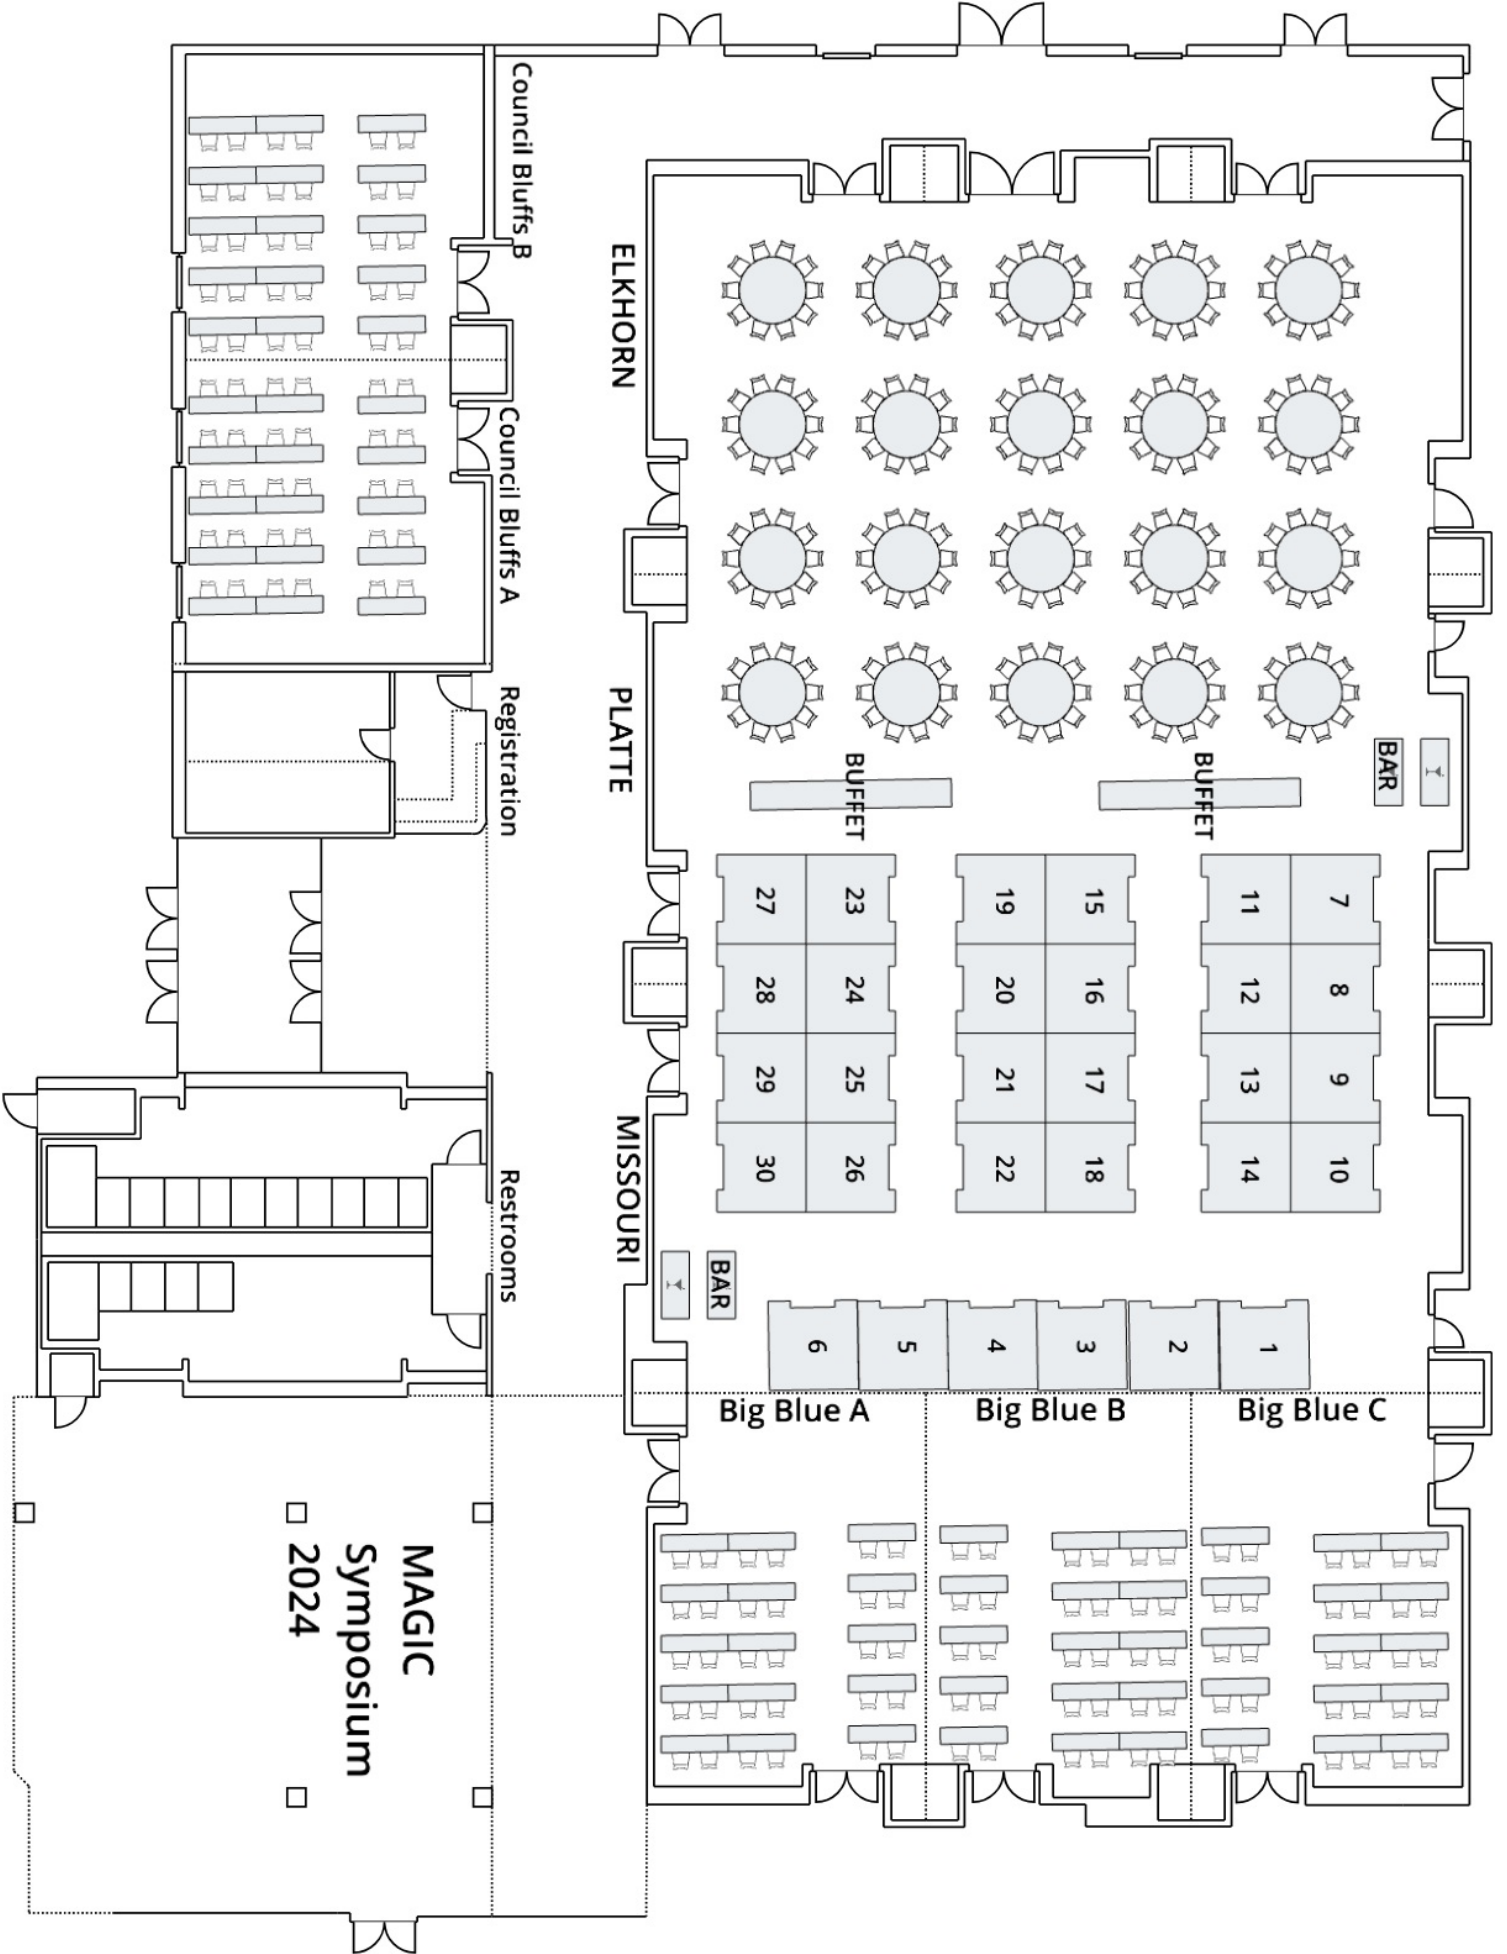 Council Bluffs B
ELKHORN
Council Bluffs A
Registration
PLATTE
BUFFET
BUFFET
BAR
27
23
19
15
11
7
28
24
20
16
12
8
29
25
21
17
13
9
30
26
22
18
14
10
MISSOURI
Restrooms
BAR
6
5
4
3
2
1
Big Blue A
Big Blue B
Big Blue C
MAGIC
Symposium
2024